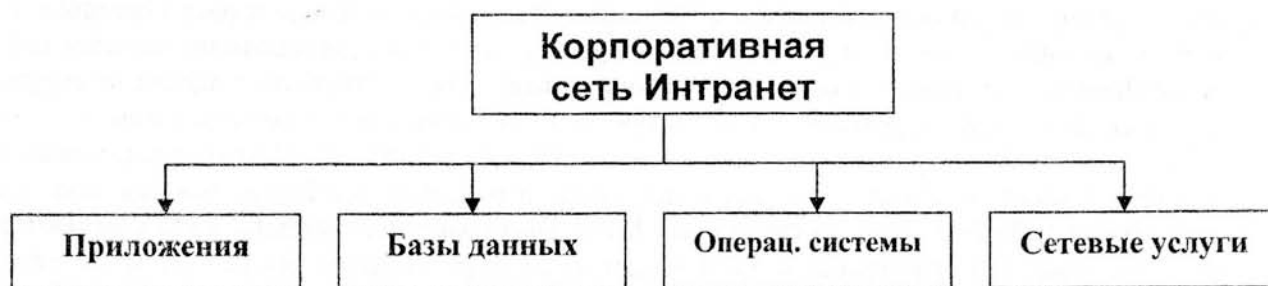 Корпоративная
сеть Интранет
Приложения
Базы данных
Операц. системы
Сетевые услуги